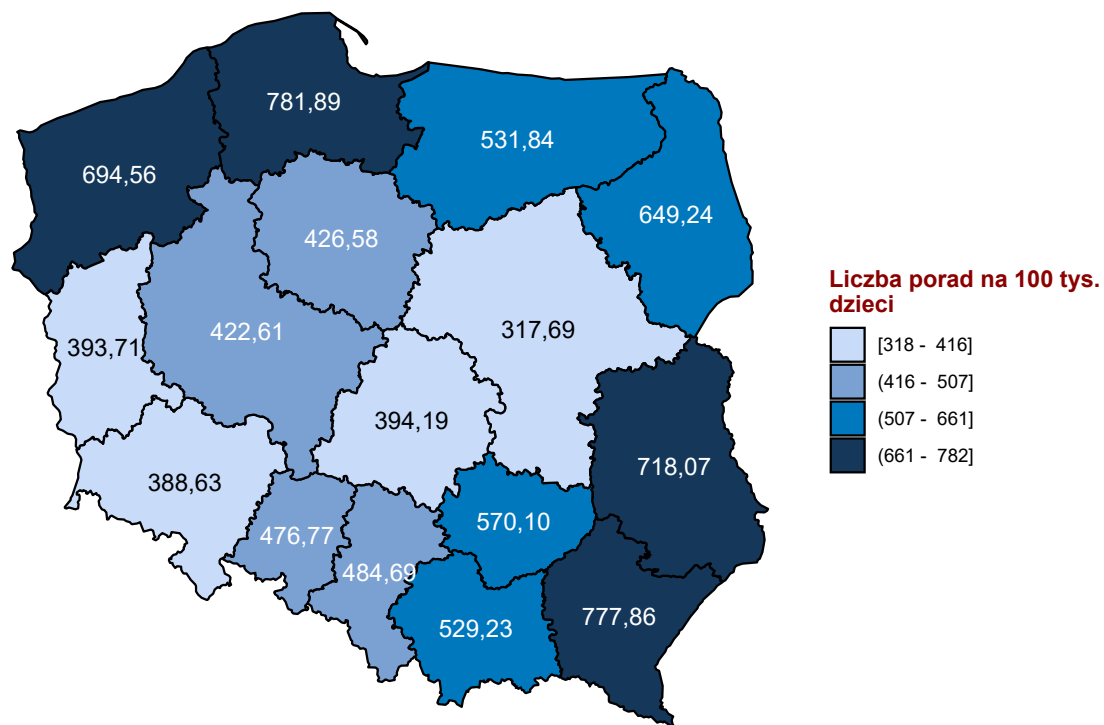 781,89
531,84
694,56
649,24
426,58
422,61
317,69
393,71
394,19
718,07
388,63
570,10
476,77
484,69
777,86
529,23
Liczba porad na 100 tys.
dzieci
[318 - 416]
(416 - 507]
(507 - 661]
(661 - 782]